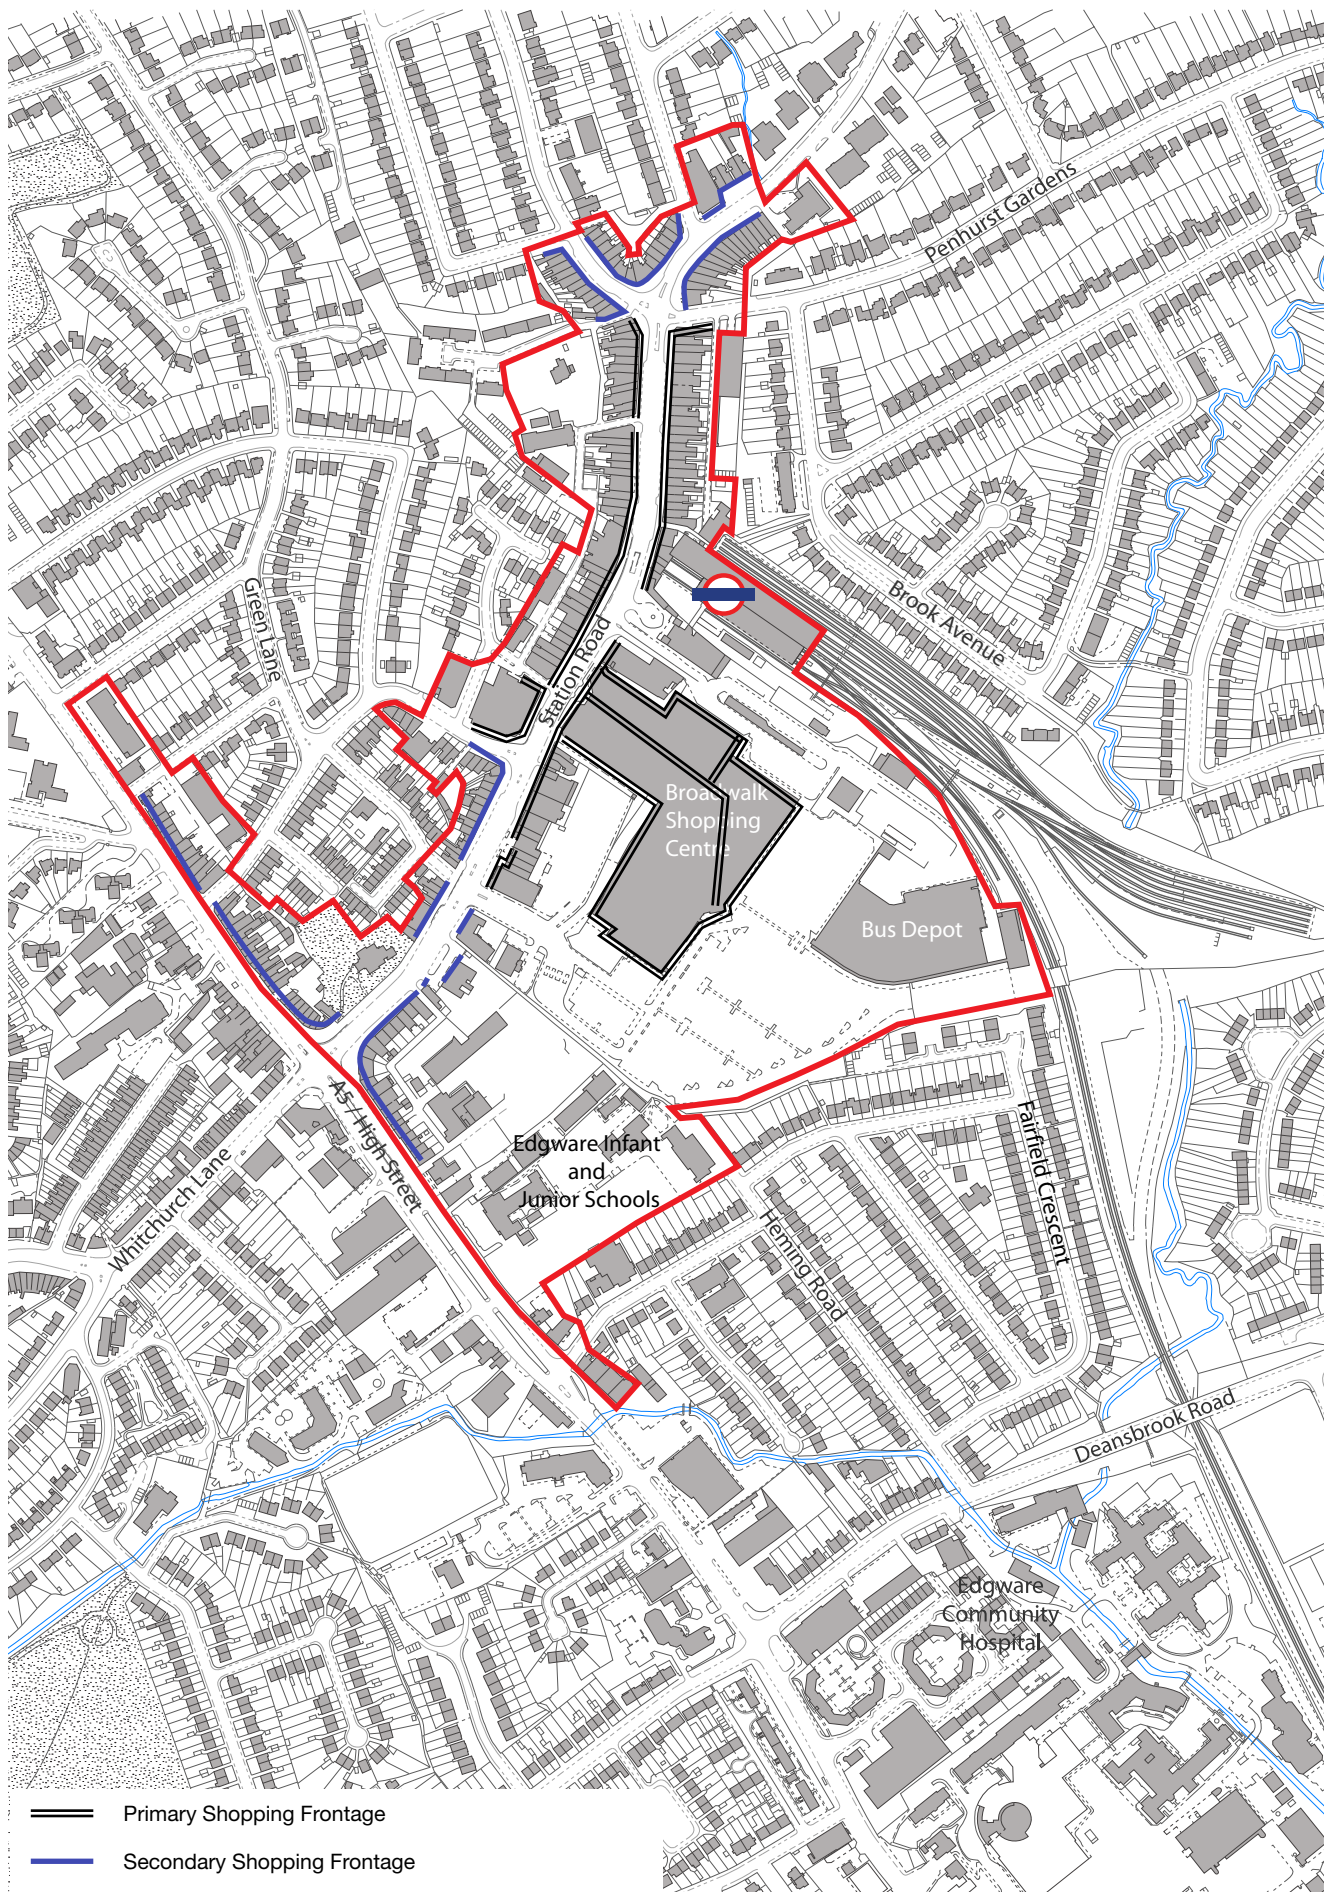 Penhurst Gardens
Green Lane
Brook Avenue
Station Road
Broadwalk
Shopping
Centre
Bus Depot
A5 / High Street
Edgware Infant
and
Junior Schools
Whitchurch Lane
Fairfield Crescent
Heming Road
Deansbrook Road
Edgware
Community
Hospital
Primary Shopping Frontage
Secondary Shopping Frontage